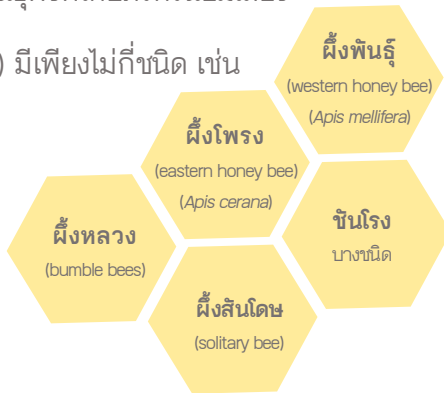 ) มีเพียงไม่กี่ชนิด เช่น
ผึ้งพันธุ์
(western honey bee)
(Apis mellifera)
ผึ้งโพรง
(eastern honey bee)
(Apis cerana)
ชันโรง
บางชนิด
ผึ้งหลวง
(bumble bees)
ผึ้งสันโดษ
(solitary bee)